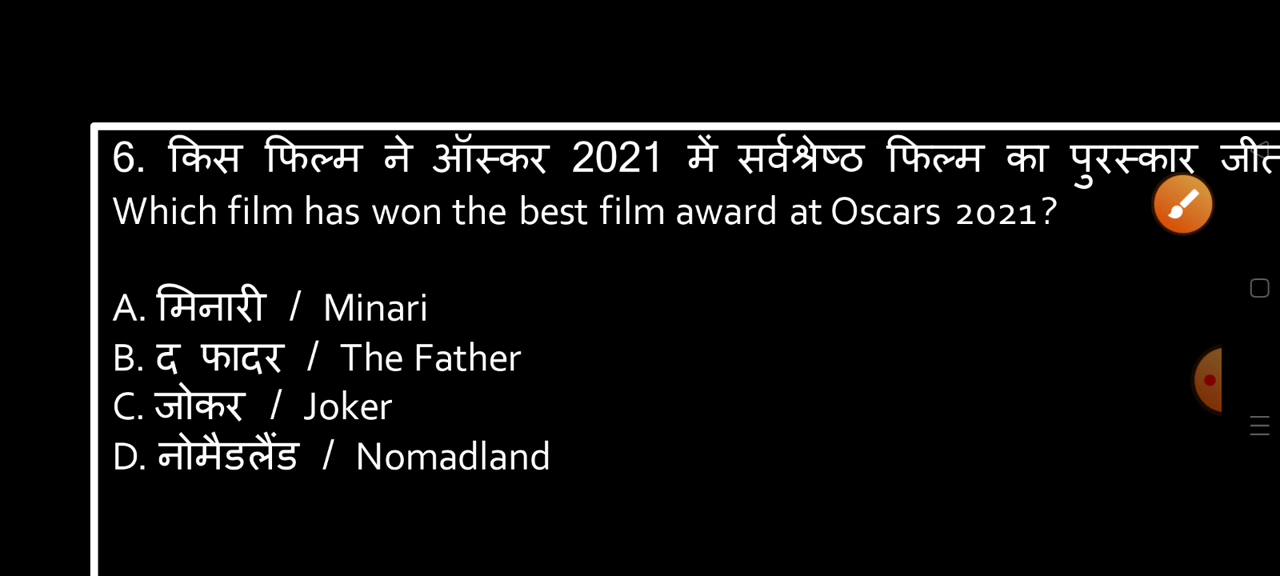 6. किस फिल्म ने ऑस्कर 2021 में सर्वश्रेष्ठ फिल्म का पुरस्कार
Which film has won the best film award at Oscars 2021?
A. मिनारी / Minari
B. द फादर / The Father
C. जोकर / Joker
D. नोमैडलैंड / Nomadland